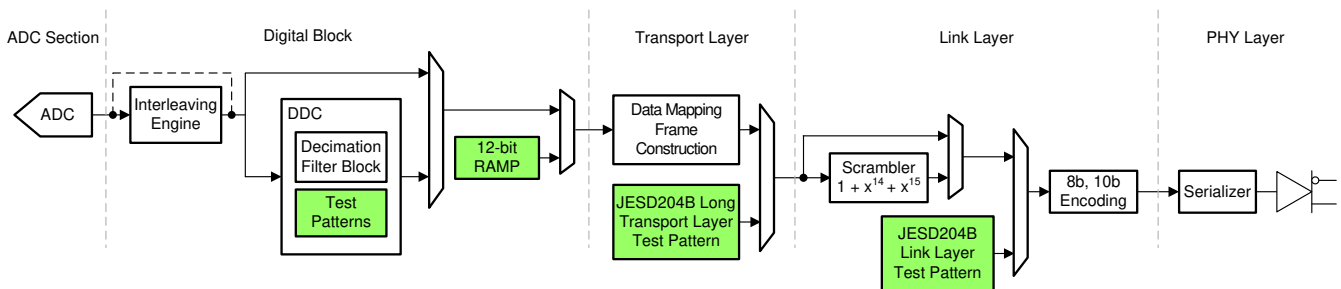 ADC Section
Digital Block
Transport Layer
Link Layer
PHY Layer
ADC
Interleaving
Engine
DDC
Decimation
Filter Block
Test
Patterns
12-bit
RAMP
Data Mapping
Frame
Construction
JESD204B Long
Transport Layer
Test Pattern
Scrambler
1 + x¹⁴ + x¹⁵
JESD204B
Link Layer
Test Pattern
8b, 10b
Encoding
Serializer